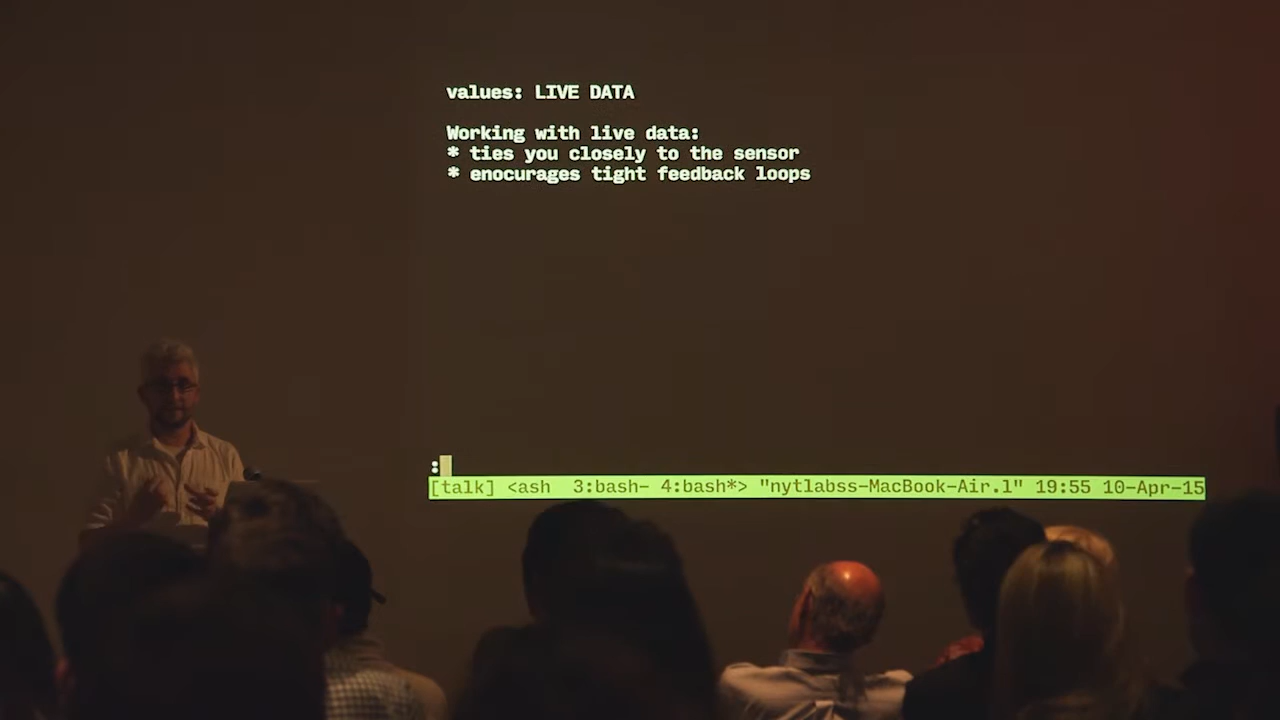 values: LIVE DATA
Working with live data:
* ties you closely to the sensor
* enocurages tight feedback loops
:
[talk] <ash  3:bash- 4:bash*> "nytlabss-MacBook-Air.l" 19:55 10-Apr-15